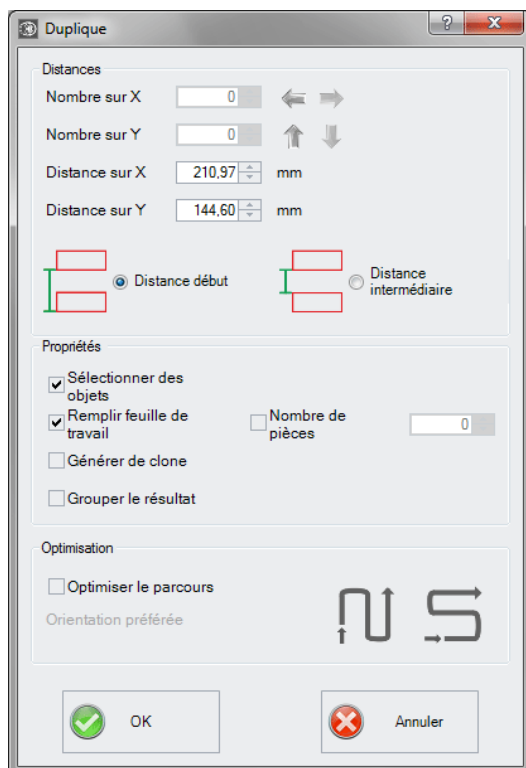 Duplique
?
Distances
Nombre sur X 0
Nombre sur Y 0
Distance sur X 210,97 mm
Distance sur Y 144,60 mm
Distance début
Distance
intermédiaire
Propriétés
Sélectionner des
objets
Remplir feuille de
travail
Nombre de
pièces
0
Générer de clone
Grouper le résultat
Optimisation
Optimiser le parcours
Orientation préférée
OK
Annuler